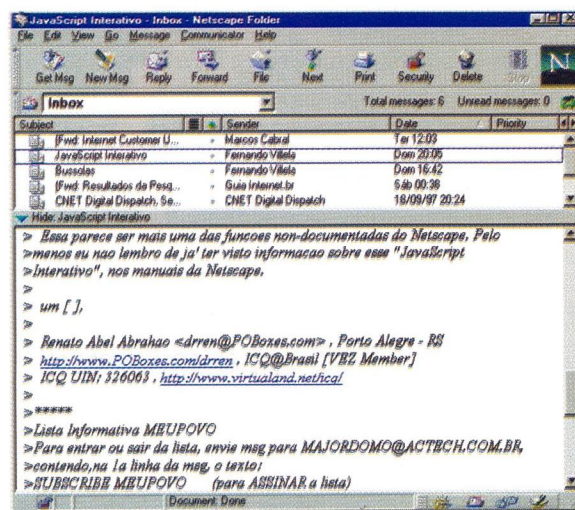 JavaScript Interativo - Inbox - Netscape Folder
File Edit View Go Message Communicator Help
Get Msg New Msg Reply Forward File Next Print Security Delete Stop
N
Inbox Total messages: 6 Unread messages: 0
Subject Sender Date Priority
[Fwd: Internet Customer U... Marcos Cabral Ter 12:03
JavaScript Interativo Fernando Villela Dom 20:05
Bussolas Fernando Villela Dom 16:42
[Fwd: Resultados da Pesq... Guia Internet.br Sáb 00:36
CNET Digital Dispatch, Se... CNET Digital Dispatch 18/09/97 20:24
Hide: JavaScript Interativo
> Essa parece ser mais uma das funcoes non-documentadas do Netscape, Pelo
>menos eu nao lembro de ja' ter visto informacao sobre esse "JavaScript
>Interativo", nos manuais da Netscape.
>
> um [ ],
>
> Renato Abel Abrahao <drren@POBoxes.com> , Porto Alegre - RS
> http://www.POBoxes.com/drren , ICQ@Brasil [VEZ Member]
> ICQ UIN: 326063 , http://www.virtualand.net/icq/
>
>*****
>Lista Informativa MEUPOVO
>Para entrar ou sair da lista, envie msg para MAJORDOMO@ACTECH.COM.BR,
>contendo,na 1a linha da msg, o texto:
>SUBSCRIBE MEUPOVO (para ASSINAR a lista)
Document: Done